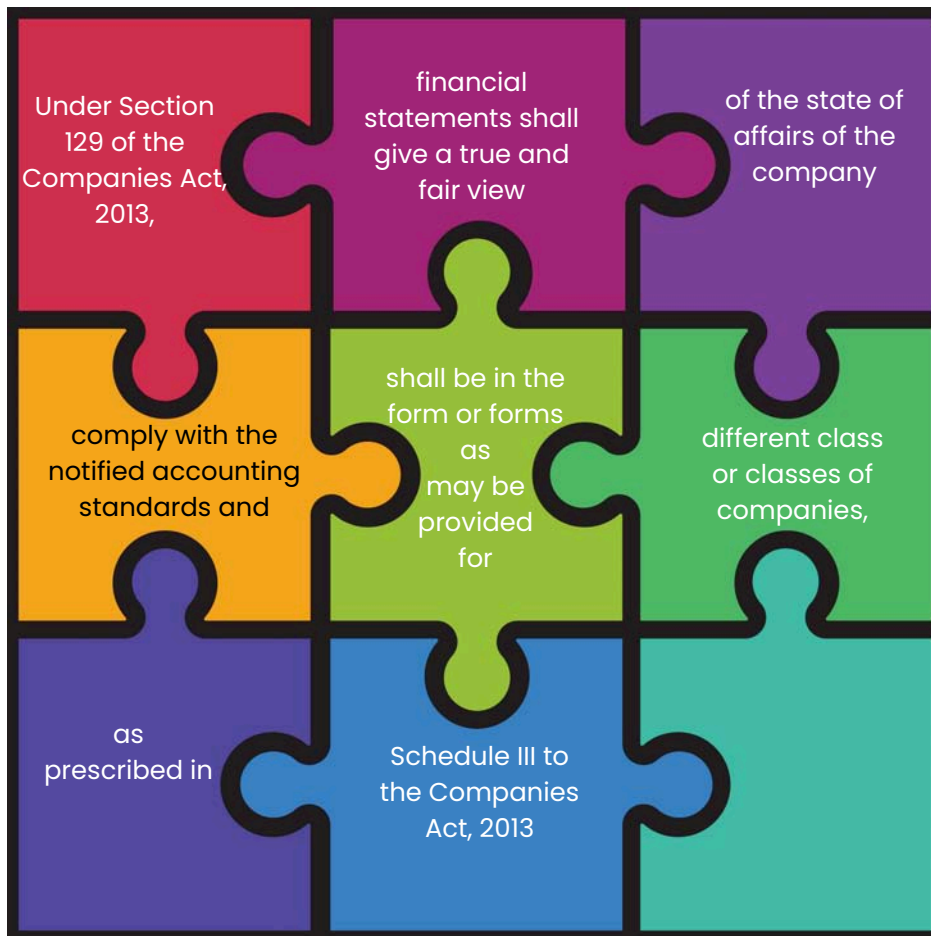 Under Section
129 of the
Companies Act,
2013,
financial
statements shall
give a true and
fair view
of the state of
affairs of the
company
comply with the
notified accounting
standards and
shall be in the
form or forms
as
may be
provided
for
different class
or classes of
companies,
as
prescribed in
Schedule III to
the Companies
Act, 2013